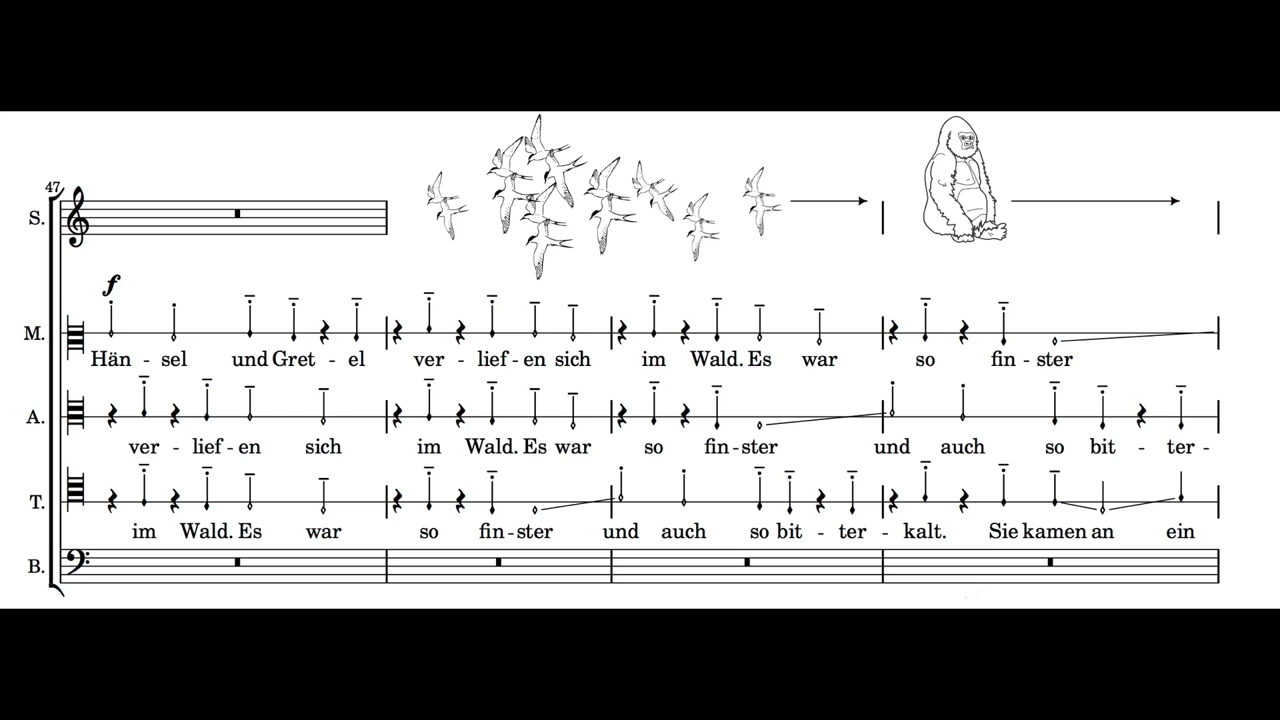 47
S.
f
M.
Hän - sel und Gret - el ver - lief - en sich im Wald. Es war so fin - ster
A.
ver - lief - en sich im Wald. Es war so fin - ster und auch so bit - ter -
T.
im Wald. Es war so fin - ster und auch so bit - ter - kalt. Sie kamen an ein
B.